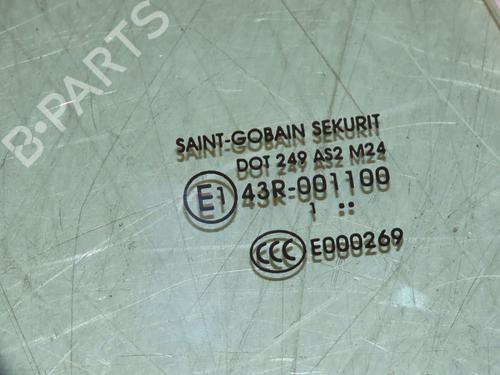 B-PARTS
SAINT-GOBAIN SEKURIT
DOT 249 AS2 M24
E1 43R-001100
1 ::
CCC E000269